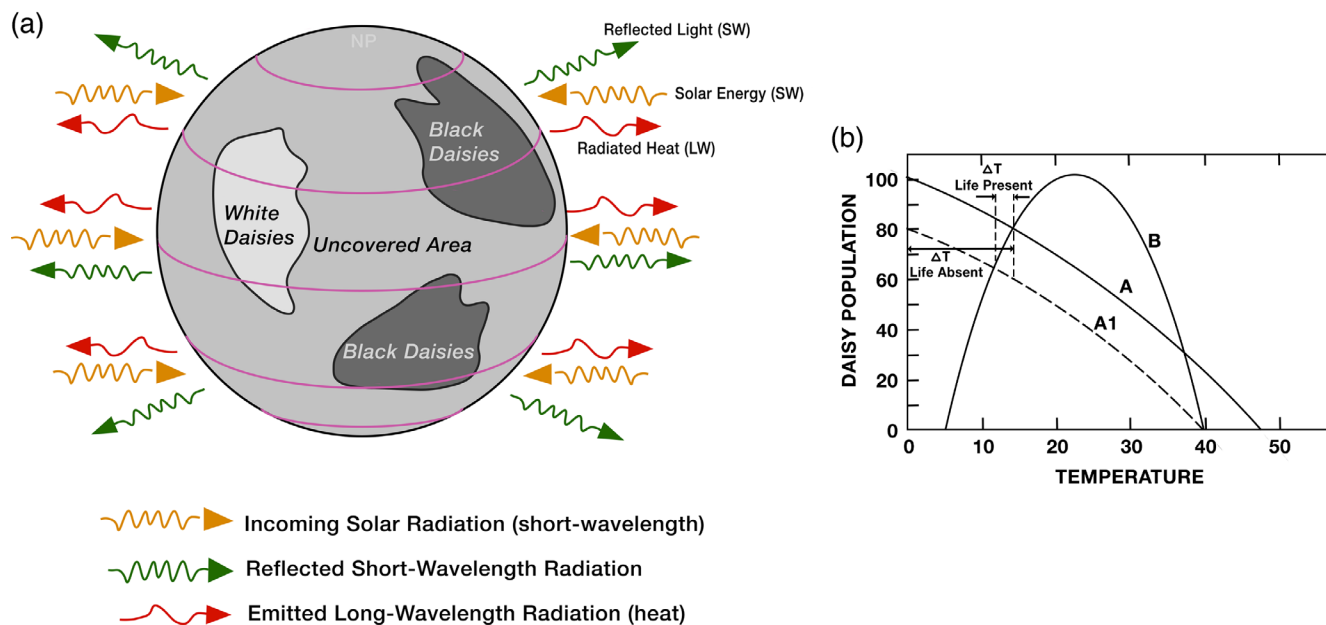 (a)
NP
Reflected Light (SW)
Solar Energy (SW)
Radiated Heat (LW)
Black
Daisies
White
Daisies
Uncovered Area
Black Daisies
Incoming Solar Radiation (short-wavelength)
Reflected Short-Wavelength Radiation
Emitted Long-Wavelength Radiation (heat)
(b)
DAISY POPULATION
100
80
60
40
20
0
ΔT
Life Present
ΔT
Life Absent
B
A
A1
0
10
20
30
40
50
TEMPERATURE